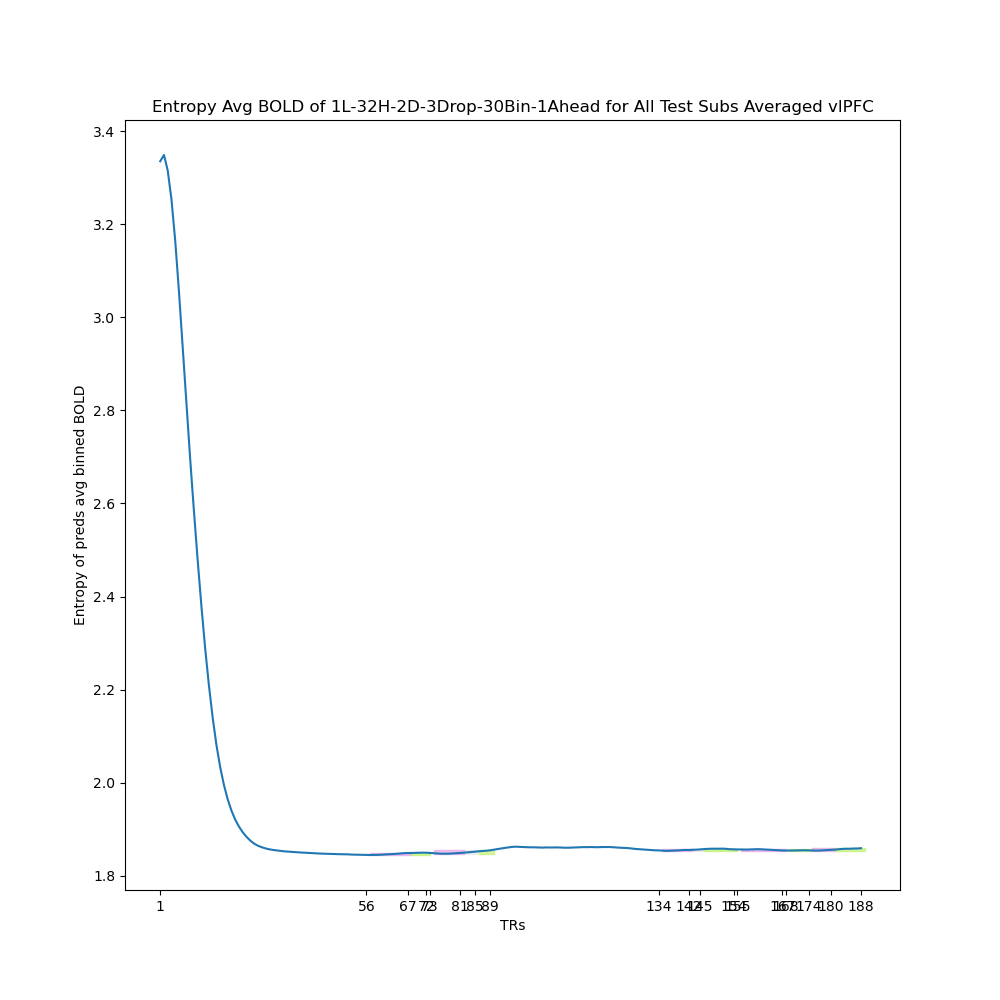 Entropy Avg BOLD of 1L-32H-2D-3Drop-30Bin-1Ahead for All Test Subs Averaged vlPFC
3.4
3.2
3.0
2.8
2.6
2.4
2.2
2.0
1.8
Entropy of preds avg binned BOLD
1 56 67 72 73 81 85 89 134 142 145 154 155 167 168 174 180 188
TRs